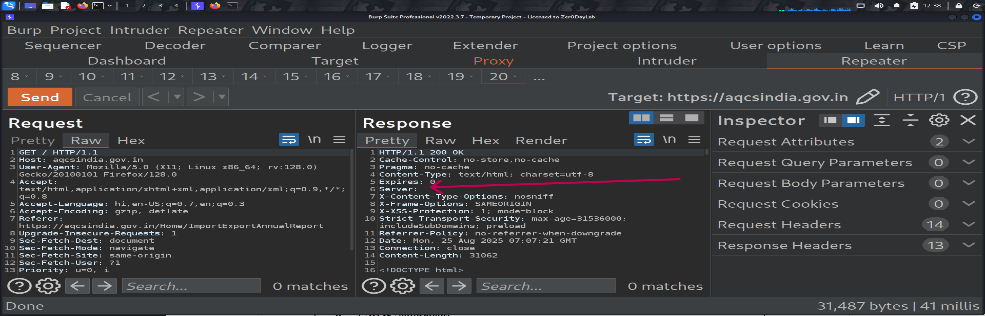 Burp Suite Professional v2022.3.7 - Temporary Project - Licensed to Zer0DayLab
Burp Project Intruder Repeater Window Help
Sequencer Decoder Comparer Logger Extender Project options User options Learn CSP
Dashboard Target Proxy Intruder Repeater
8 9 10 11 12 13 14 15 16 17 18 19 20 ...
Send Cancel < > Target: https://aqcsindia.gov.in HTTP/1 ?
Request
Pretty Raw Hex \n
1 GET / HTTP/1.1
2 Host: aqcsindia.gov.in
3 User-Agent: Mozilla/5.0 (X11; Linux x86_64; rv:128.0)
Gecko/20100101 Firefox/128.0
4 Accept:
text/html,application/xhtml+xml,application/xml;q=0.9,*/*;
q=0.8
5 Accept-Language: hi,en-US;q=0.7,en;q=0.3
6 Accept-Encoding: gzip, deflate
7 Referer:
https://aqcsindia.gov.in/Home/ImportExportAnnualReport
8 Upgrade-Insecure-Requests: 1
9 Sec-Fetch-Dest: document
10 Sec-Fetch-Mode: navigate
11 Sec-Fetch-Site: same-origin
12 Sec-Fetch-User: ?1
13 Priority: u=0, i
Search... 0 matches
Response
Pretty Raw Hex Render \n
1 HTTP/1.1 200 OK
2 Cache-Control: no-store,no-cache
3 Pragma: no-cache
4 Content-Type: text/html; charset=utf-8
5 Expires: 0
6 Server:
7 X-Content-Type-Options: nosniff
8 X-Frame-Options: SAMEORIGIN
9 X-XSS-Protection: 1; mode=block
10 Strict-Transport-Security: max-age=31536000;
includeSubDomains; preload
11 Referrer-Policy: no-referrer-when-downgrade
12 Date: Mon, 25 Aug 2025 07:07:21 GMT
13 Connection: close
14 Content-Length: 31062
15
16 <!DOCTYPE html>
Search... 0 matches
Inspector
Request Attributes 2
Request Query Parameters 0
Request Body Parameters 0
Request Cookies 0
Request Headers 14
Response Headers 13
Done 31,487 bytes | 41 millis